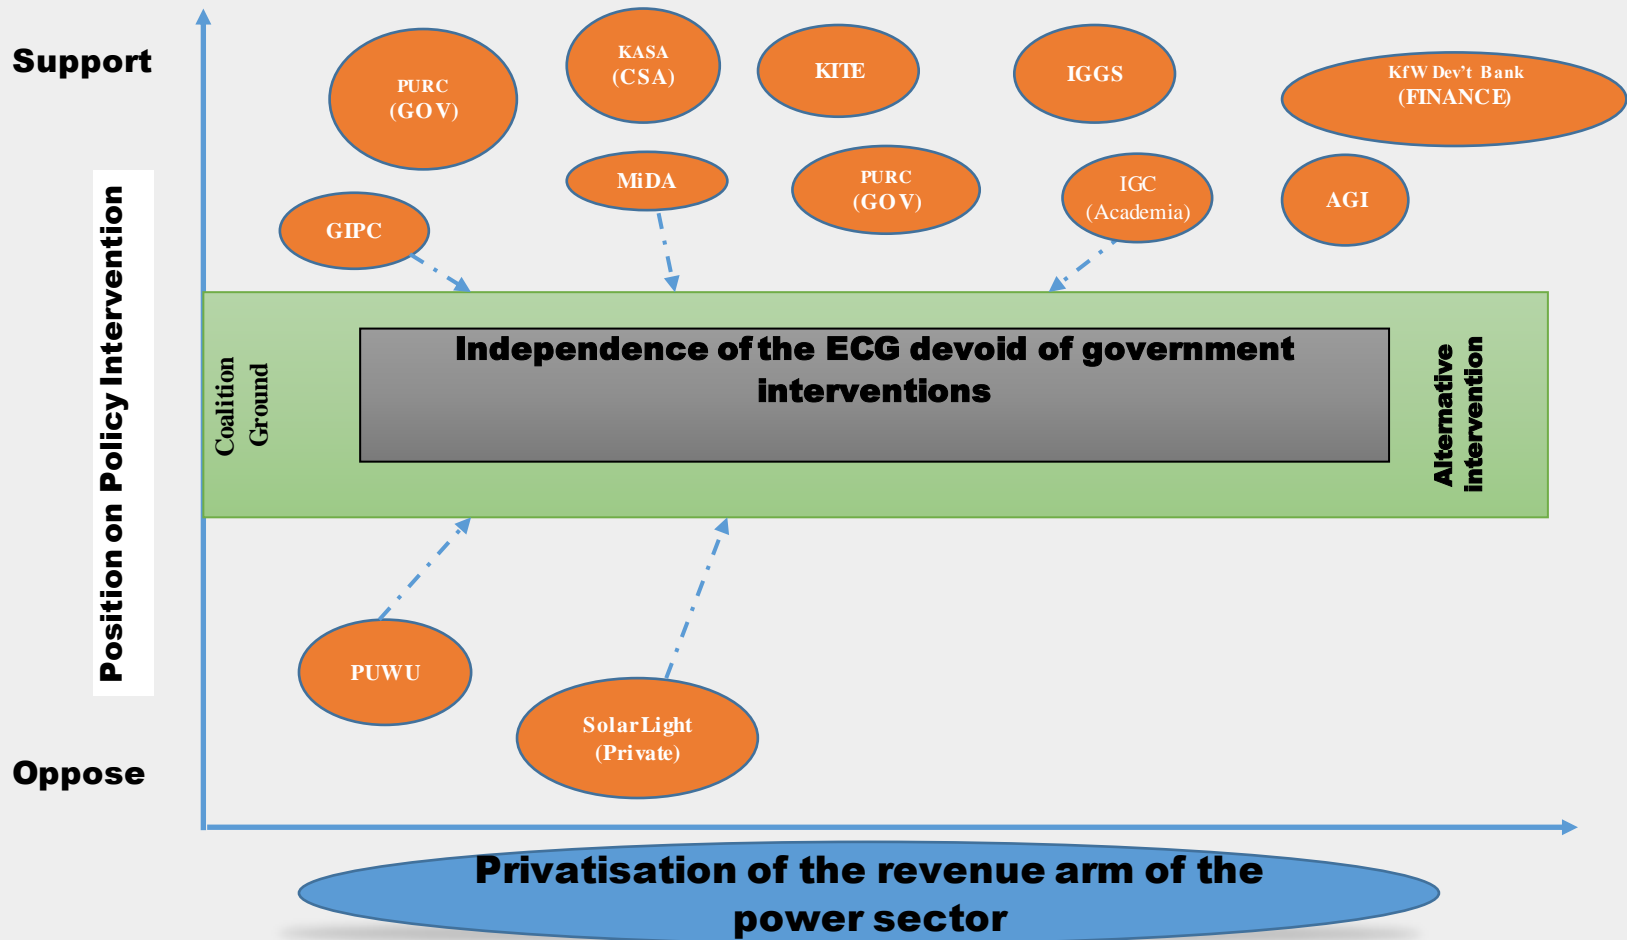 Support
PURC
(GOV)
KASA
(CSA)
KITE
IGGS
KfW Dev't Bank
(FINANCE)
GIPC
MiDA
PURC
(GOV)
IGC
(Academia)
AGI
Position on Policy Intervention
Coalition
Ground
Independence of the ECG devoid of government
interventions
Alternative
intervention
PUWU
Solar Light
(Private)
Oppose
Privatisation of the revenue arm of the
power sector